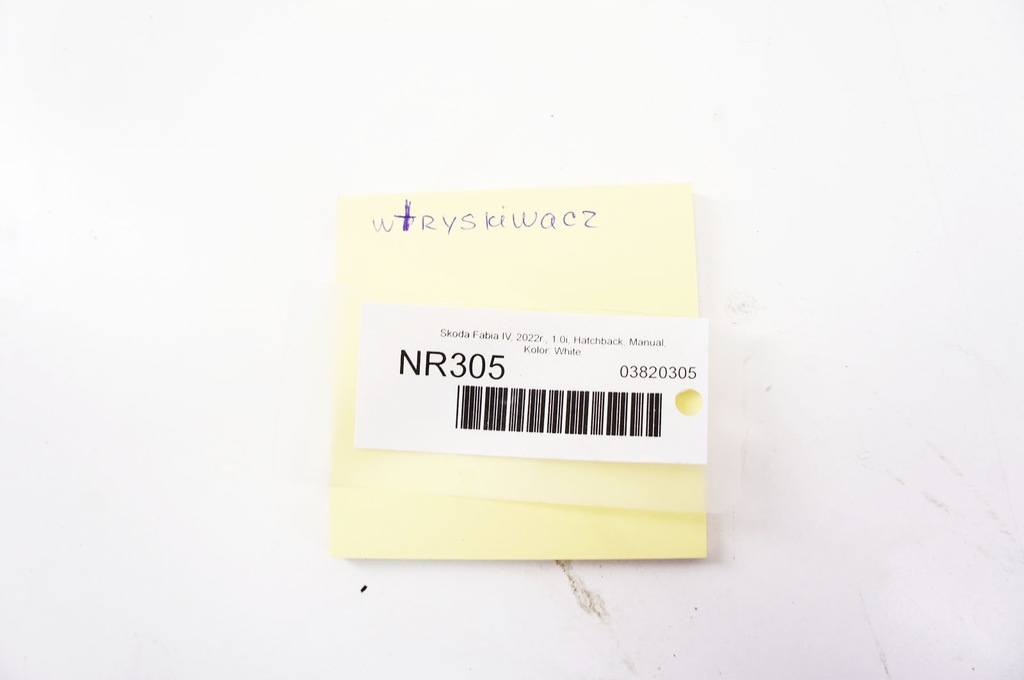 wtryskiwacz
Skoda Fabia IV, 2022r., 1.0i, Hatchback, Manual,
Kolor: White
NR305
03820305